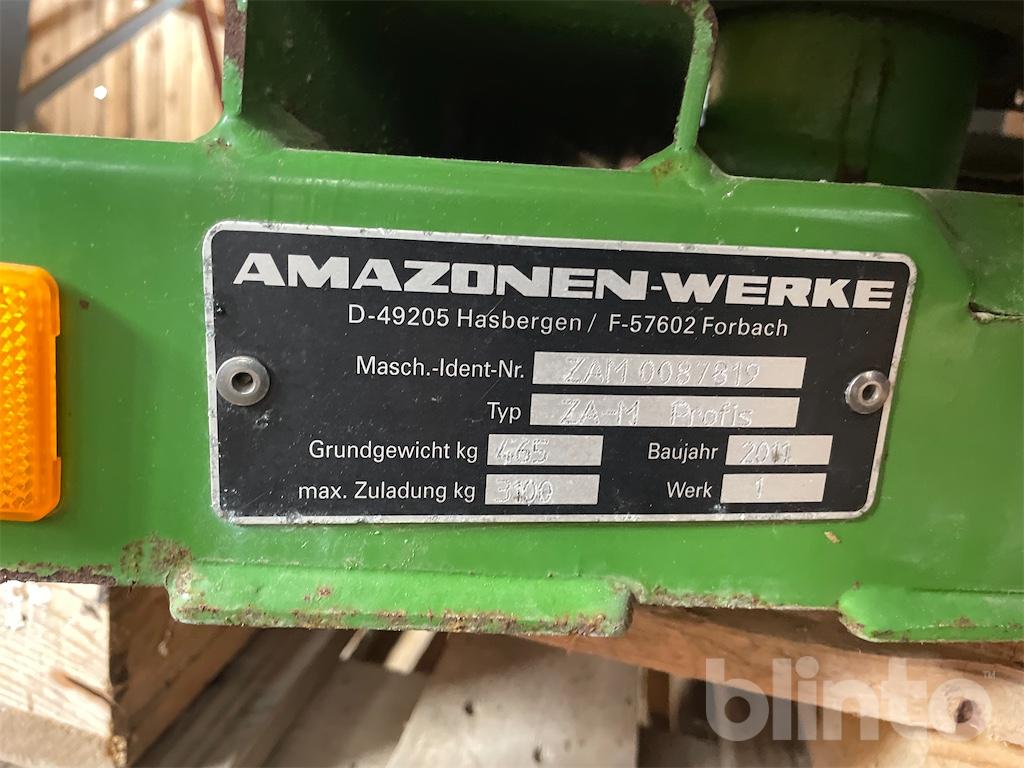 AMAZONEN-WERKE
D-49205 Hasbergen / F-57602 Forbach
Masch.-Ident-Nr. ZAM 0087819
Typ ZA-M Profis
Grundgewicht kg 465 Baujahr 2011
max. Zuladung kg 3100 Werk 1
blinto™